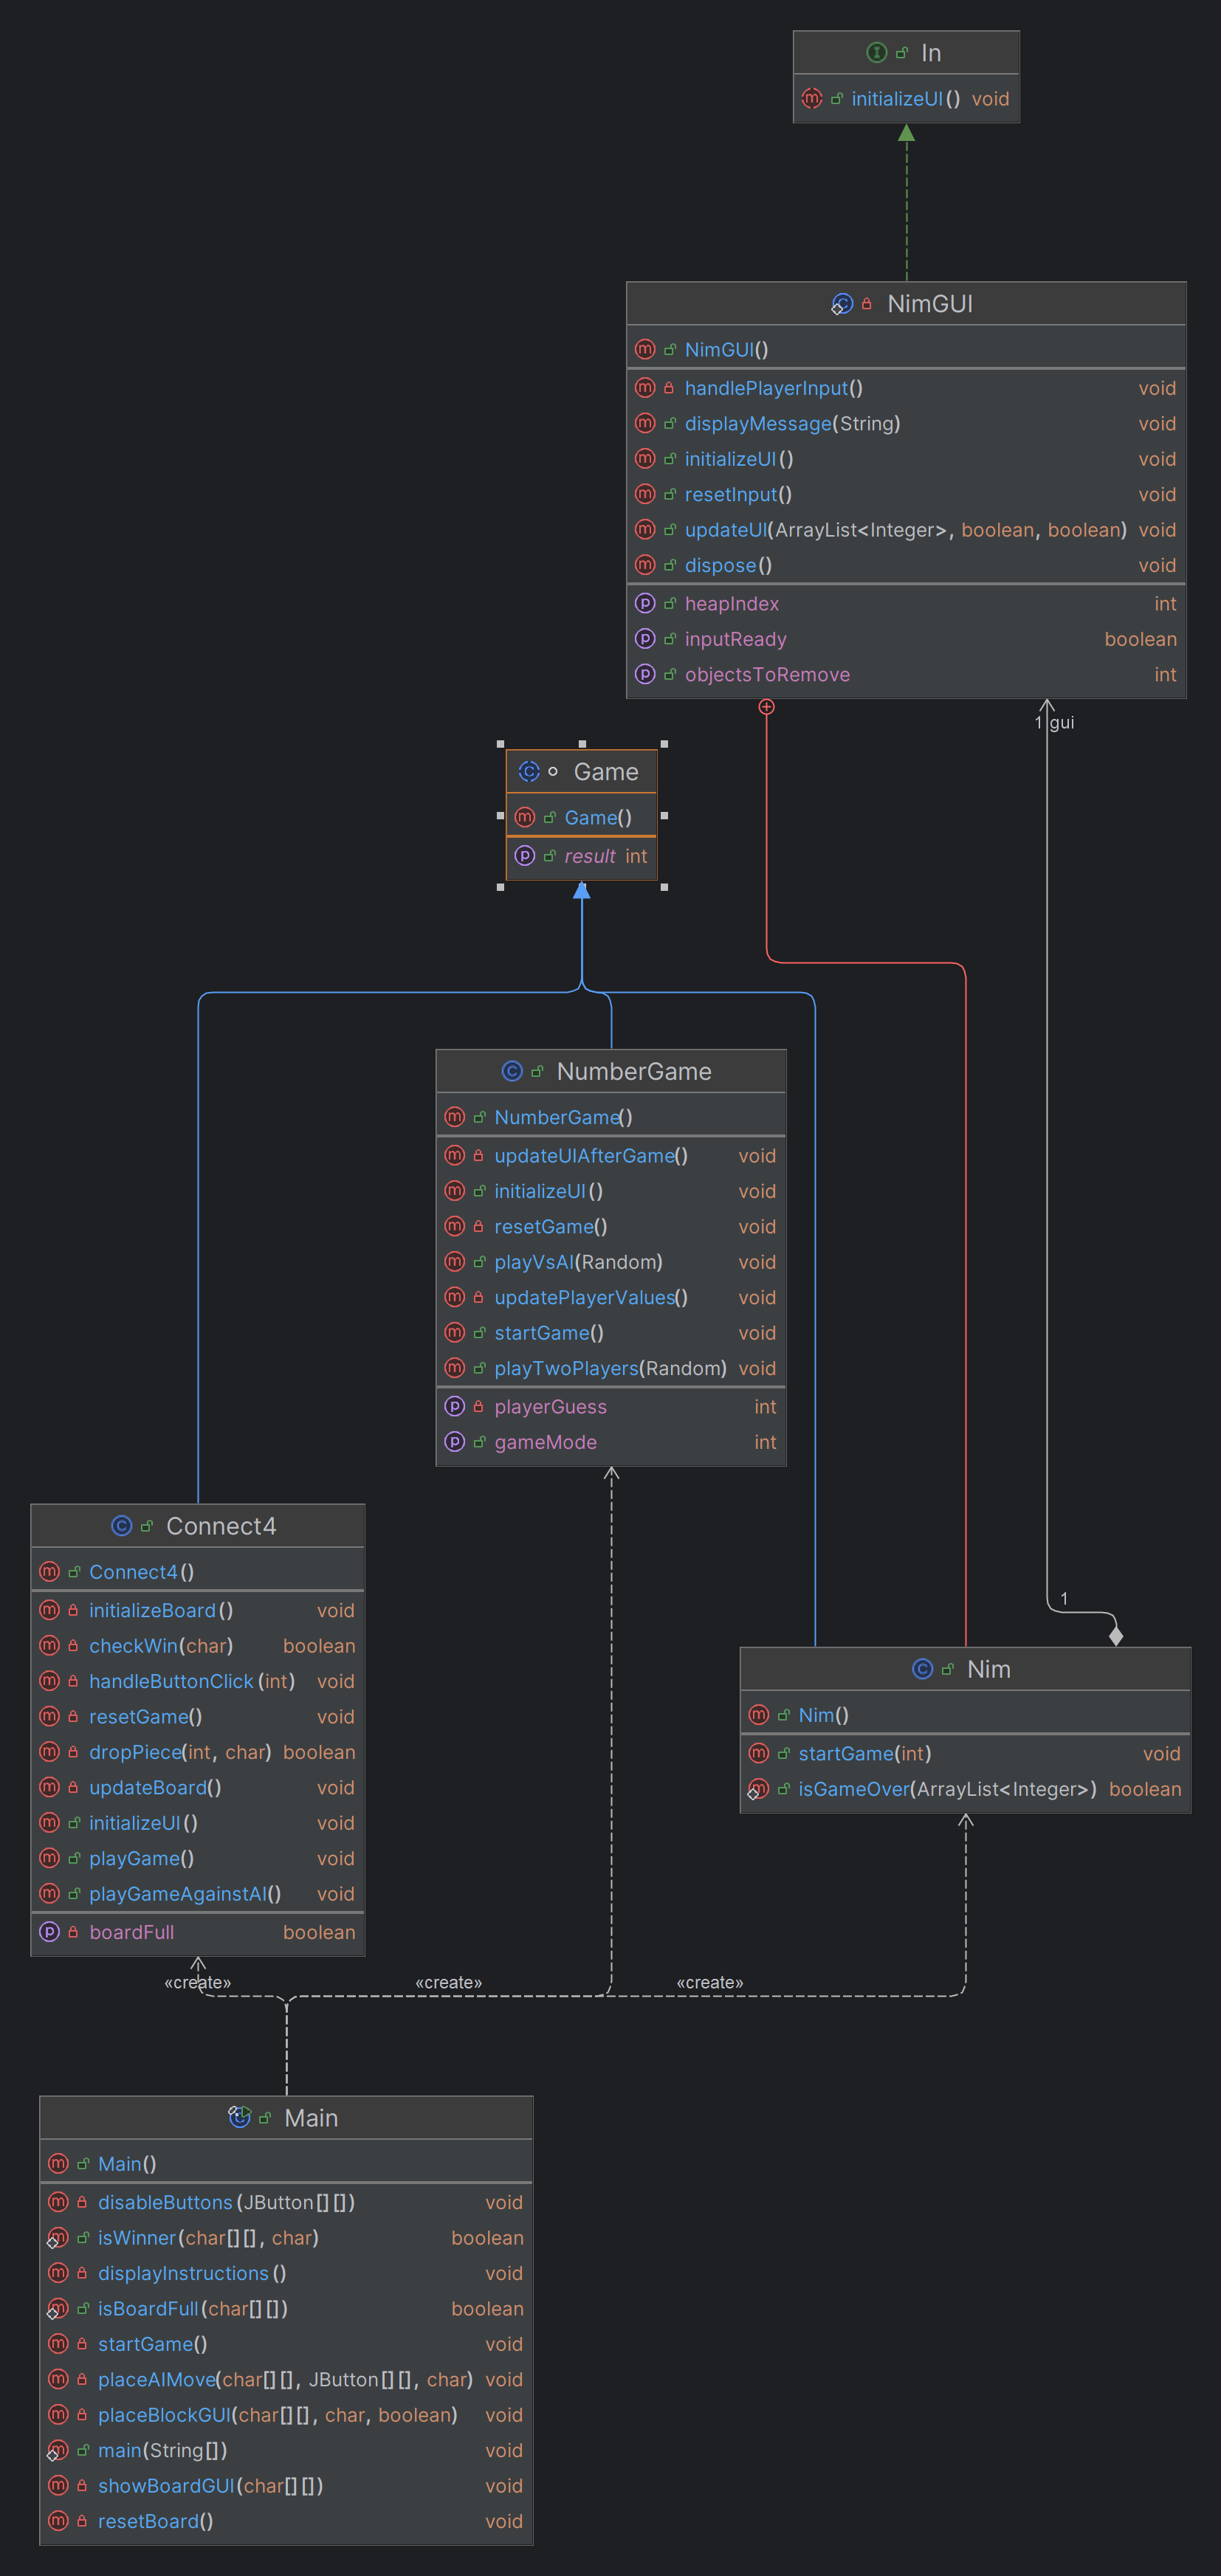 In
initializeUI() void
NimGUI
NimGUI()
handlePlayerInput() void
displayMessage(String) void
initializeUI() void
resetInput() void
updateUI(ArrayList<Integer>, boolean, boolean) void
dispose() void
heapIndex int
inputReady boolean
objectsToRemove int
1 gui
Game
Game()
result int
NumberGame
NumberGame()
updateUIAfterGame() void
initializeUI() void
resetGame() void
playVsAI(Random) void
updatePlayerValues() void
startGame() void
playTwoPlayers(Random) void
playerGuess int
gameMode int
Connect4
Connect4()
initializeBoard() void
checkWin(char) boolean
handleButtonClick(int) void
resetGame() void
dropPiece(int, char) boolean
updateBoard() void
initializeUI() void
playGame() void
playGameAgainstAI() void
boardFull boolean
1
Nim
Nim()
startGame(int) void
isGameOver(ArrayList<Integer>) boolean
«create» «create» «create»
Main
Main()
disableButtons(JButton[][]) void
isWinner(char[][], char) boolean
displayInstructions() void
isBoardFull(char[][]) boolean
startGame() void
placeAIMove(char[][], JButton[][], char) void
placeBlockGUI(char[][], char, boolean) void
main(String[]) void
showBoardGUI(char[][]) void
resetBoard() void